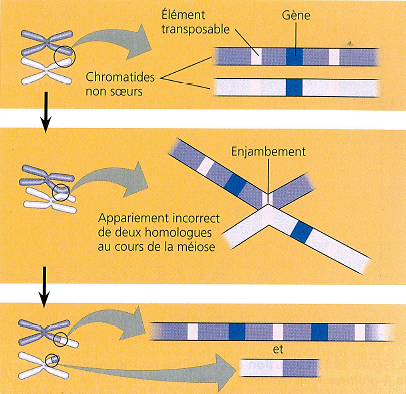 Élément
transposable
Gène
Chromatides
non sœurs
Enjambement
Appariement incorrect
de deux homologues
au cours de la méiose
et